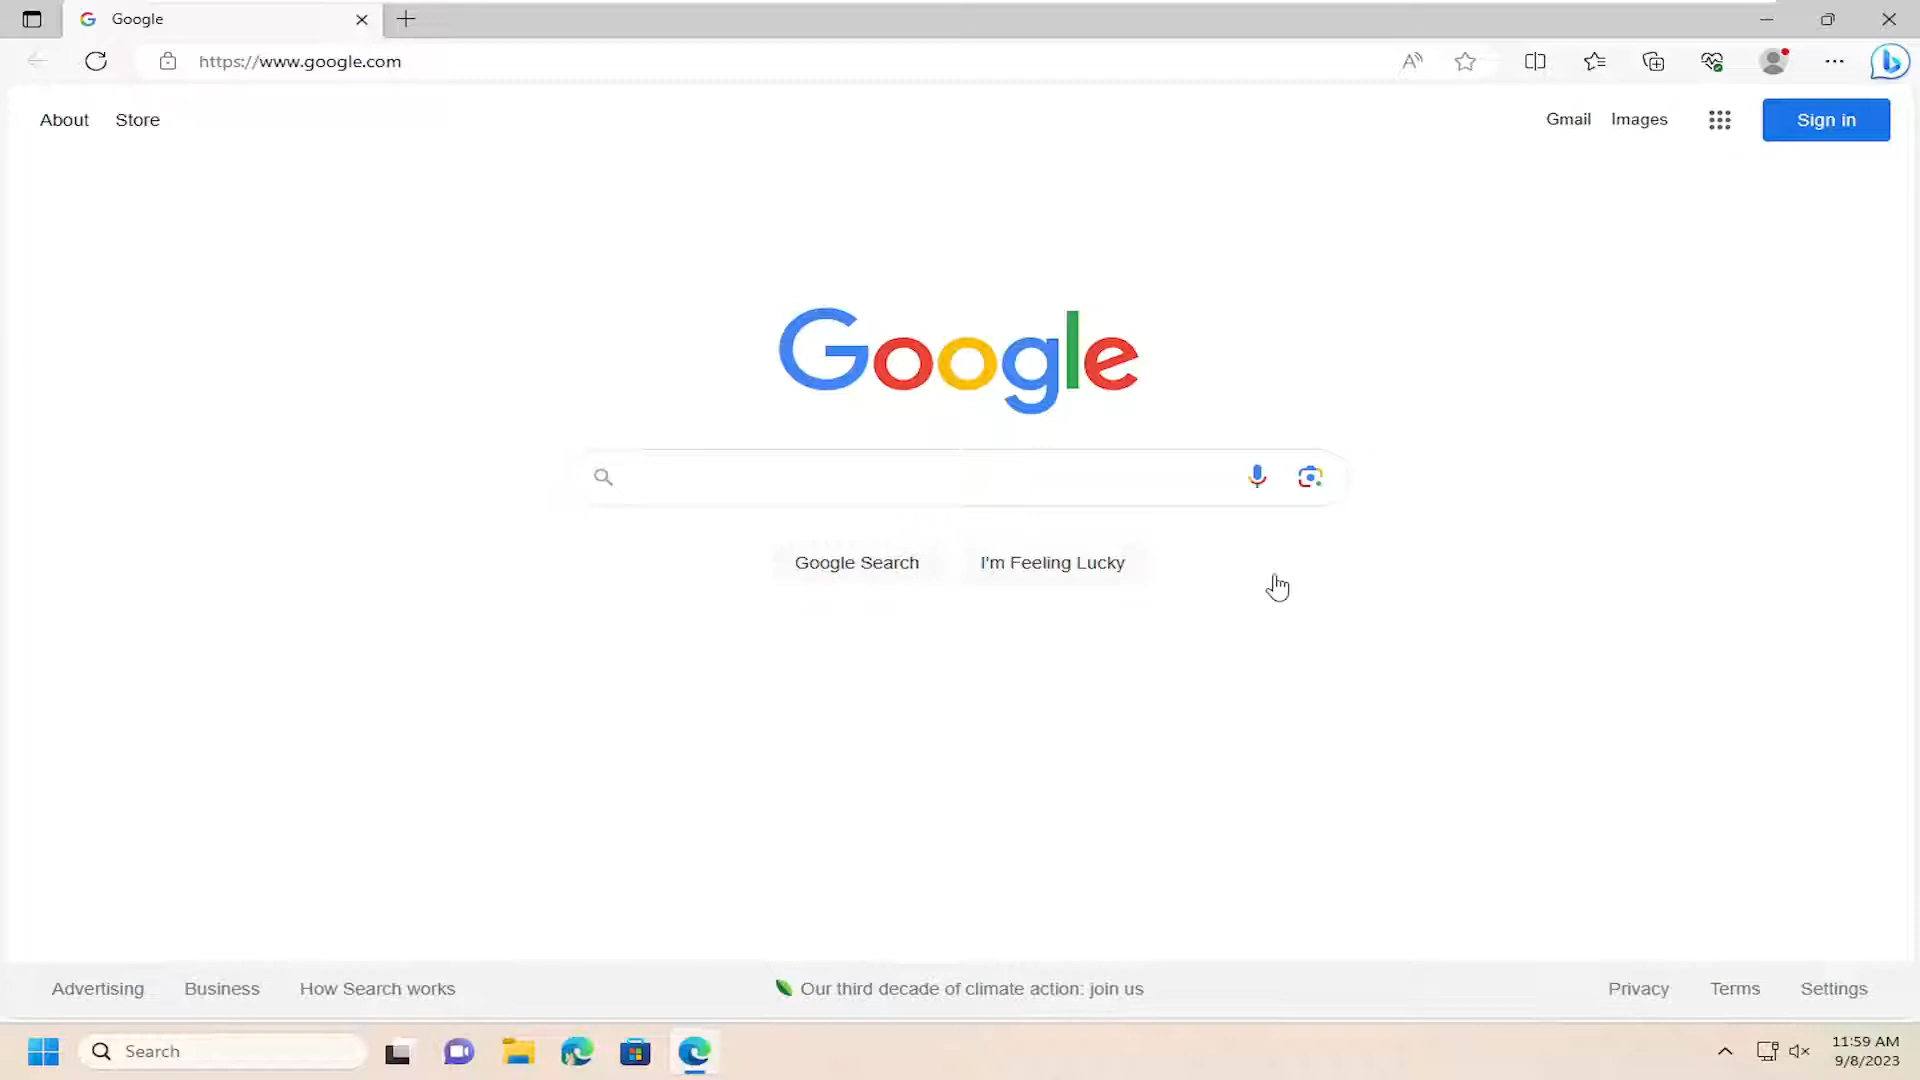 Google
https://www.google.com
About Store
Gmail Images Sign in
Google
Google Search I'm Feeling Lucky
Advertising Business How Search works
Our third decade of climate action: join us
Privacy Terms Settings
Search
11:59 AM
9/8/2023